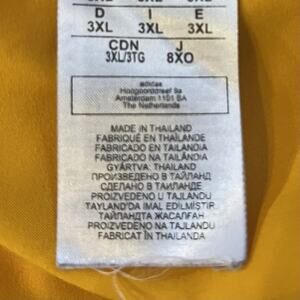 D I E
3XL 3XL 3XL
CDN J
3XL/3TG 8XO
adidas
Hoogoorddreef 9a
Amsterdam 1101 BA
The Netherlands
MADE IN THAILAND
FABRIQUÉ EN THAÏLANDE
FABRICADO EN TAILANDIA
FABRICADO NA TAILÂNDIA
GYÁRTVA: THAILAND
ПРОИЗВЕДЕНО В ТАЙЛАНД
СДЕЛАНО В ТАИЛАНДЕ
PROIZVEDENO U TAJLANDU
TAYLAND'DA İMAL EDİLMİŞTİR
ТАЙЛАНДТА ЖАСАЛҒАН
PROIZVEDENO NA TAJLANDU
FABRICAT ÎN THAILANDA